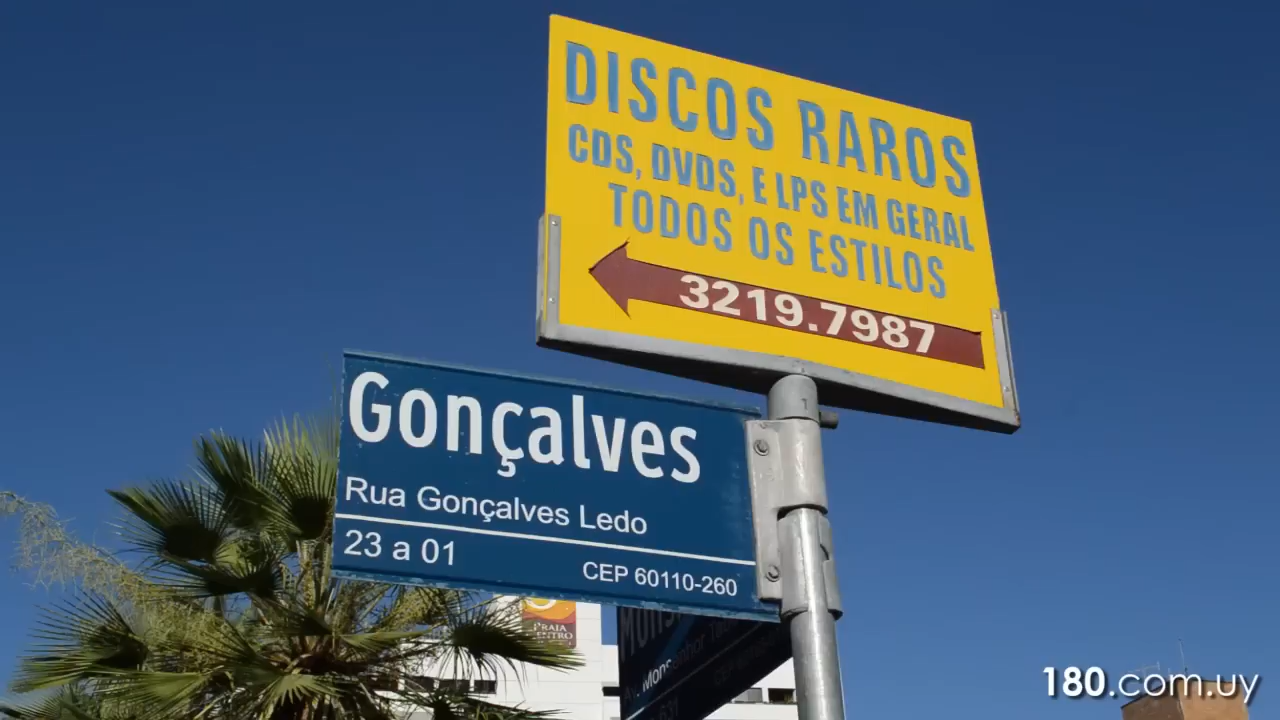 DISCOS RAROS
CDS, DVDS, E LPS EM GERAL
TODOS OS ESTILOS
3219.7987
Gonçalves
Rua Gonçalves Ledo
23 a 01
CEP 60110-260
PRAIA
180.com.uy